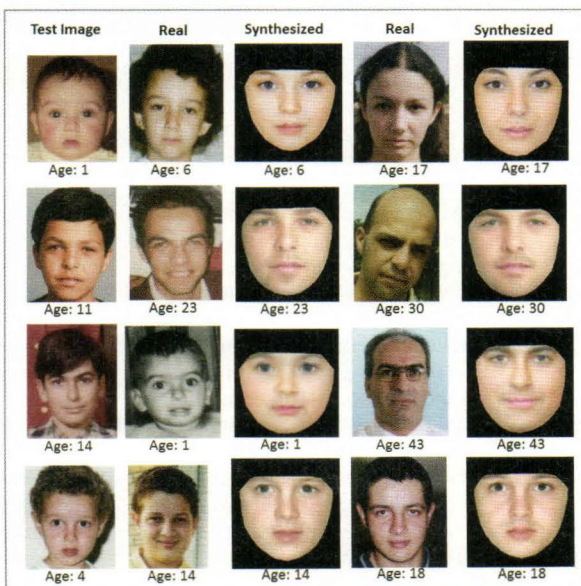 Test Image Real Synthesized Real Synthesized
Age: 1 Age: 6 Age: 6 Age: 17 Age: 17
Age: 11 Age: 23 Age: 23 Age: 30 Age: 30
Age: 14 Age: 1 Age: 1 Age: 43 Age: 43
Age: 4 Age: 14 Age: 14 Age: 18 Age: 18